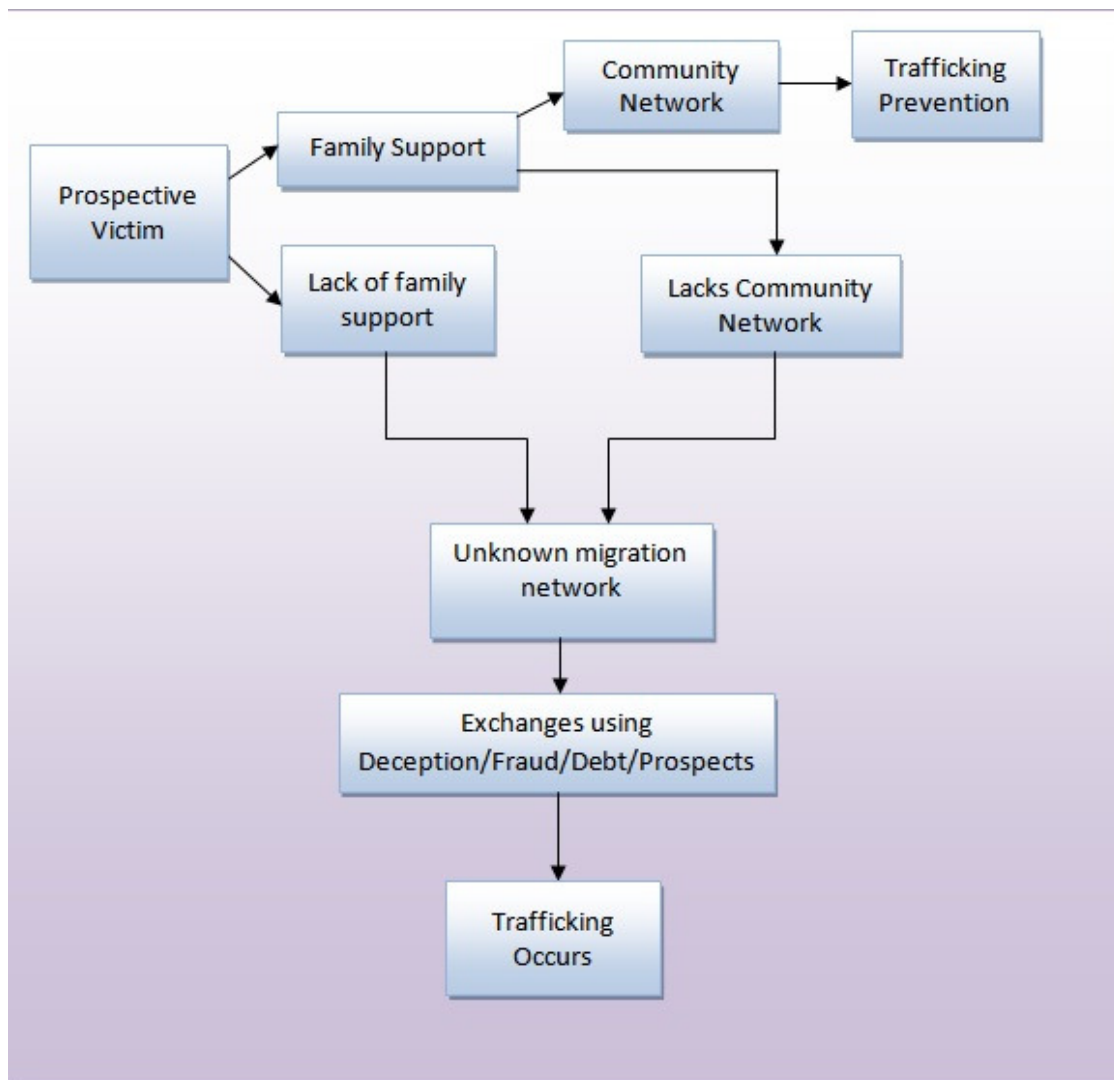 Community
Network
Trafficking
Prevention
Family Support
Prospective
Victim
Lack of family
support
Lacks Community
Network
Unknown migration
network
Exchanges using
Deception/Fraud/Debt/Prospects
Trafficking
Occurs